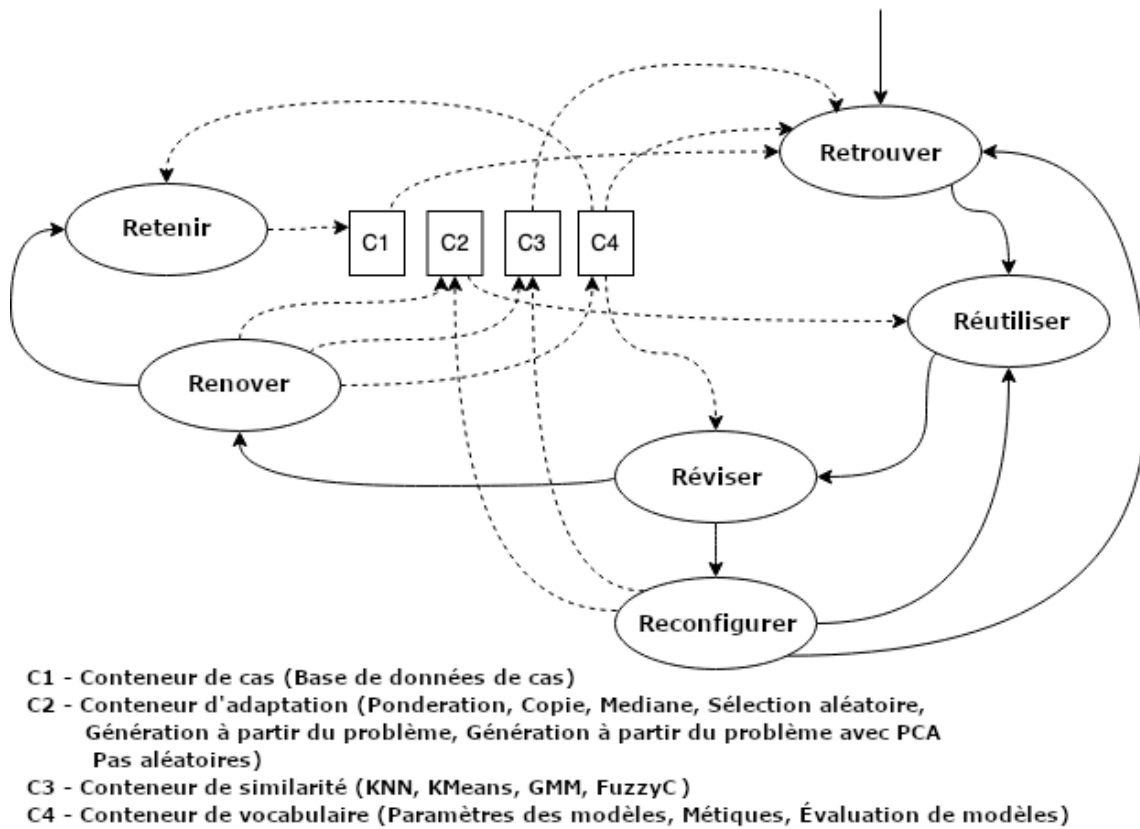 Retrouver
Retenir
C1
C2
C3
C4
Réutiliser
Renover
Réviser
Reconfigurer
C1 - Conteneur de cas (Base de données de cas)
C2 - Conteneur d'adaptation (Ponderation, Copie, Mediane, Sélection aléatoire,
Génération à partir du problème, Génération à partir du problème avec PCA
Pas aléatoires)
C3 - Conteneur de similarité (KNN, KMeans, GMM, FuzzyC)
C4 - Conteneur de vocabulaire (Paramètres des modèles, Métiques, Évaluation de modèles)